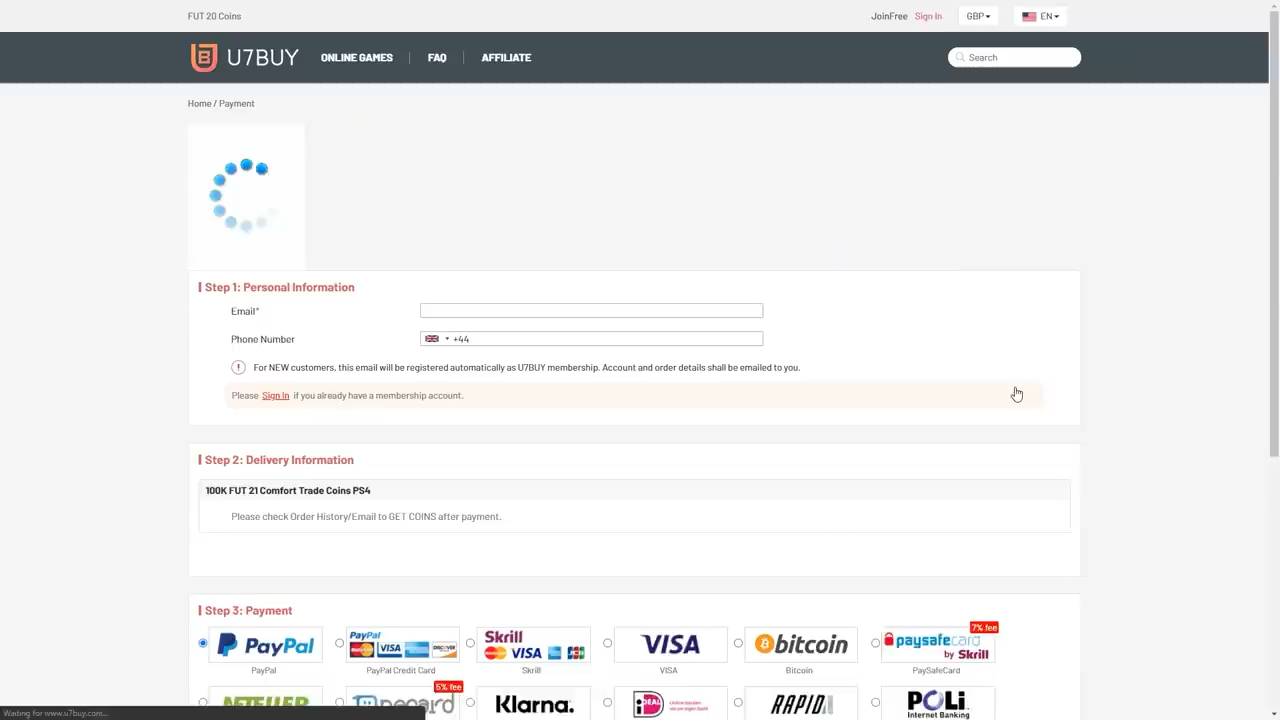 FUT 20 Coins
JoinFree Sign In GBP EN
U7BUY ONLINE GAMES FAQ AFFILIATE Search
Home / Payment
Step 1: Personal Information
Email*
Phone Number +44
For NEW customers, this email will be registered automatically as U7BUY membership. Account and order details shall be emailed to you.
Please Sign In if you already have a membership account.
Step 2: Delivery Information
100K FUT 21 Comfort Trade Coins PS4
Please check Order History/Email to GET COINS after payment.
Step 3: Payment
7% fee
PayPal PayPal VISA DISCOVER Skrill VISA JCB VISA bitcoin paysafecard by Skrill
PayPal PayPal Credit Card Skrill VISA Bitcoin PaySafeCard
5% fee
NETELLER Klarna. iDEAL RAPID POLi
Internet Banking
Waiting for www.u7buy.com...